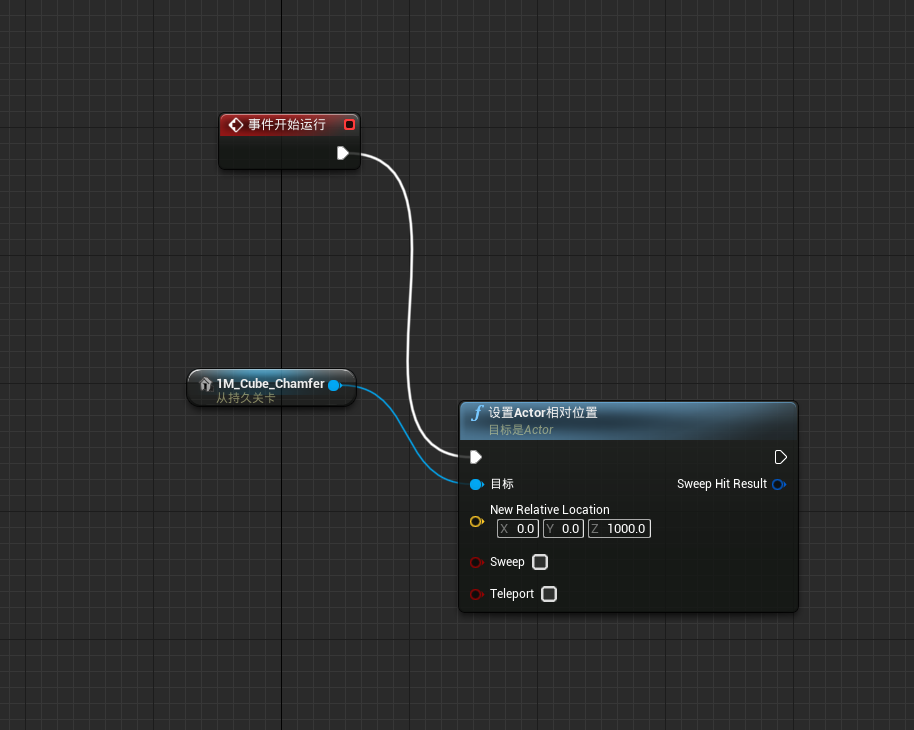 事件开始运行
1M_Cube_Chamfer
从持久关卡
设置Actor相对位置
目标是Actor
目标
Sweep Hit Result
New Relative Location
X 0.0 Y 0.0 Z 1000.0
Sweep
Teleport